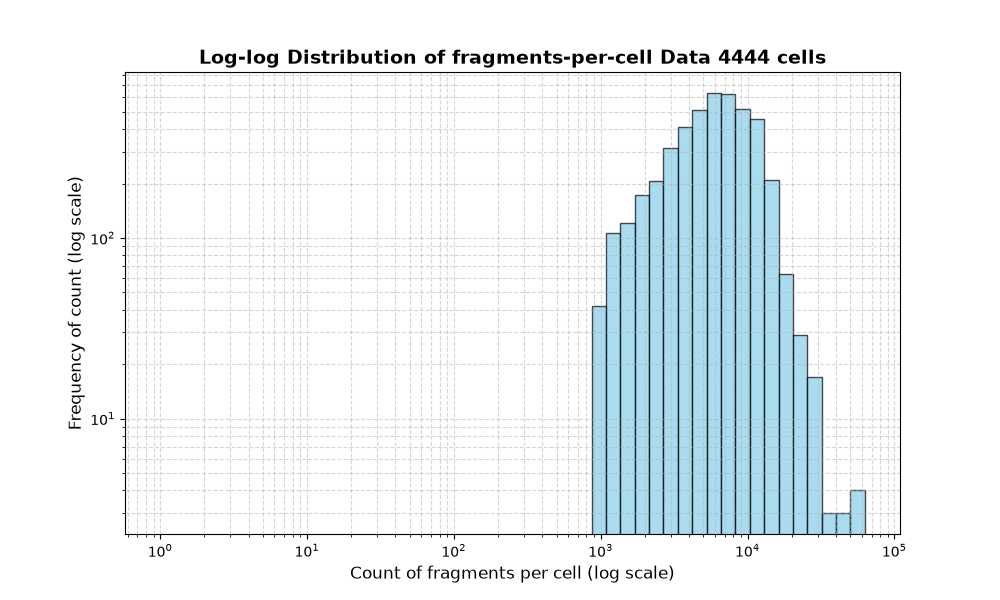 Log-log Distribution of fragments-per-cell Data 4444 cells
Frequency of count (log scale)
10²
10¹
10⁰ 10¹ 10² 10³ 10⁴ 10⁵
Count of fragments per cell (log scale)